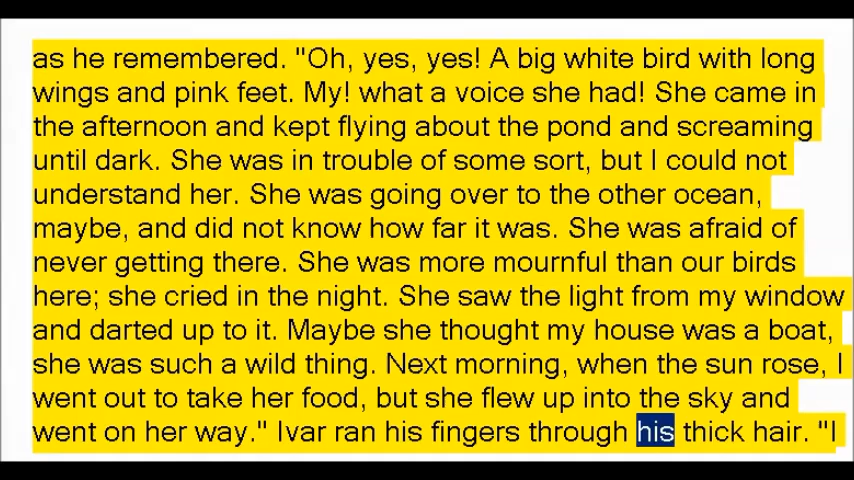 as he remembered. "Oh, yes, yes! A big white bird with long
wings and pink feet. My! what a voice she had! She came in
the afternoon and kept flying about the pond and screaming
until dark. She was in trouble of some sort, but I could not
understand her. She was going over to the other ocean,
maybe, and did not know how far it was. She was afraid of
never getting there. She was more mournful than our birds
here; she cried in the night. She saw the light from my window
and darted up to it. Maybe she thought my house was a boat,
she was such a wild thing. Next morning, when the sun rose, I
went out to take her food, but she flew up into the sky and
went on her way." Ivar ran his fingers through his thick hair. "I